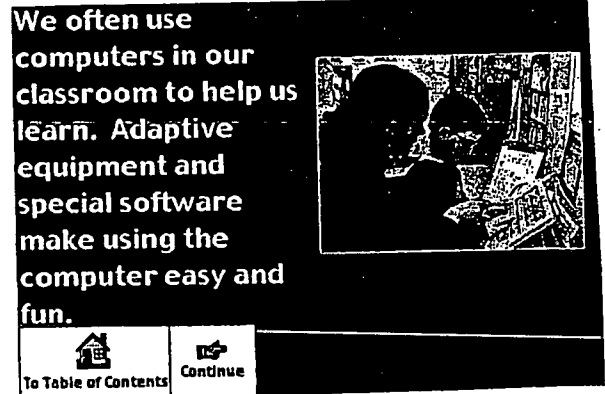 We often use
computers in our
classroom to help us
learn. Adaptive
equipment and
special software
make using the
computer easy and
fun.
To Table of Contents
Continue